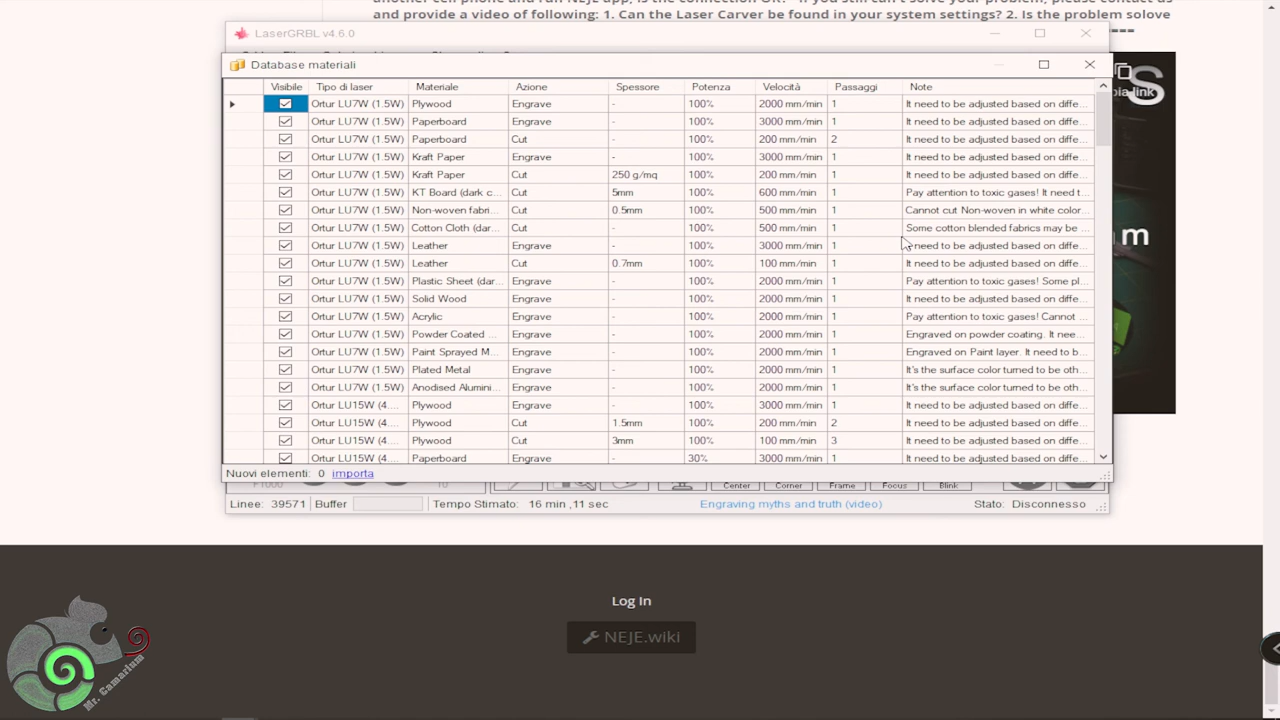 another cell phone and run NEJE app, is the connection OK? * If you still can't solve your problem, please contact us
and provide a video of following: 1. Can the Laser Carver be found in your system settings? 2. Is the problem solove
====
LaserGRBL v4.6.0
Database materiali
Visibile Tipo di laser Materiale Azione Spessore Potenza Velocità Passaggi Note
Ortur LU7W (1.5W) Plywood Engrave - 100% 2000 mm/min 1 It need to be adjusted based on diffe...
Ortur LU7W (1.5W) Paperboard Engrave - 100% 3000 mm/min 1 It need to be adjusted based on diffe...
Ortur LU7W (1.5W) Paperboard Cut - 100% 200 mm/min 2 It need to be adjusted based on diffe...
Ortur LU7W (1.5W) Kraft Paper Engrave - 100% 3000 mm/min 1 It need to be adjusted based on diffe...
Ortur LU7W (1.5W) Kraft Paper Cut 250 g/mq 100% 200 mm/min 1 It need to be adjusted based on diffe...
Ortur LU7W (1.5W) KT Board (dark c... Cut 5mm 100% 600 mm/min 1 Pay attention to toxic gases! It need t...
Ortur LU7W (1.5W) Non-woven fabri... Cut 0.5mm 100% 500 mm/min 1 Cannot cut Non-woven in white color...
Ortur LU7W (1.5W) Cotton Cloth (dar... Cut - 100% 500 mm/min 1 Some cotton blended fabrics may be ...
Ortur LU7W (1.5W) Leather Engrave - 100% 3000 mm/min 1 need to be adjusted based on diffe...
Ortur LU7W (1.5W) Leather Cut 0.7mm 100% 100 mm/min 1 It need to be adjusted based on diffe...
Ortur LU7W (1.5W) Plastic Sheet (dar... Engrave - 100% 2000 mm/min 1 Pay attention to toxic gases! Some pl...
Ortur LU7W (1.5W) Solid Wood Engrave - 100% 2000 mm/min 1 It need to be adjusted based on diffe...
Ortur LU7W (1.5W) Acrylic Engrave - 100% 2000 mm/min 1 Pay attention to toxic gases! Cannot ...
Ortur LU7W (1.5W) Powder Coated ... Engrave - 100% 2000 mm/min 1 Engraved on powder coating. It nee...
Ortur LU7W (1.5W) Paint Sprayed M... Engrave - 100% 2000 mm/min 1 Engraved on Paint layer. It need to b...
Ortur LU7W (1.5W) Plated Metal Engrave - 100% 2000 mm/min 1 It's the surface color turned to be oth...
Ortur LU7W (1.5W) Anodised Alumini... Engrave - 100% 2000 mm/min 1 It's the surface color turned to be oth...
Ortur LU15W (4.... Plywood Engrave - 100% 3000 mm/min 1 It need to be adjusted based on diffe...
Ortur LU15W (4.... Plywood Cut 1.5mm 100% 200 mm/min 2 It need to be adjusted based on diffe...
Ortur LU15W (4.... Plywood Cut 3mm 100% 100 mm/min 3 It need to be adjusted based on diffe...
Ortur LU15W (4.... Paperboard Engrave - 30% 3000 mm/min 1 It need to be adjusted based on diffe...
Nuovi elementi: 0 importa
S
dia link
m
F1000 10 Center Corner Frame Focus Blink
Linee: 39571 Buffer Tempo Stimato: 16 min ,11 sec Engraving myths and truth (video) Stato: Disconnesso
Log In
NEJE.wiki
Mr. Camarium